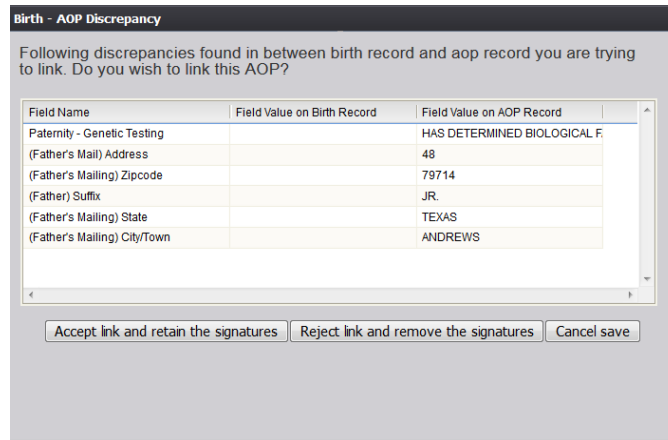 Birth - AOP Discrepancy
Following discrepancies found in between birth record and aop record you are trying
to link. Do you wish to link this AOP?
Field Name Field Value on Birth Record Field Value on AOP Record
Paternity - Genetic Testing HAS DETERMINED BIOLOGICAL F
(Father's Mail) Address 48
(Father's Mailing) Zipcode 79714
(Father) Suffix JR.
(Father's Mailing) State TEXAS
(Father's Mailing) City/Town ANDREWS
Accept link and retain the signatures Reject link and remove the signatures Cancel save